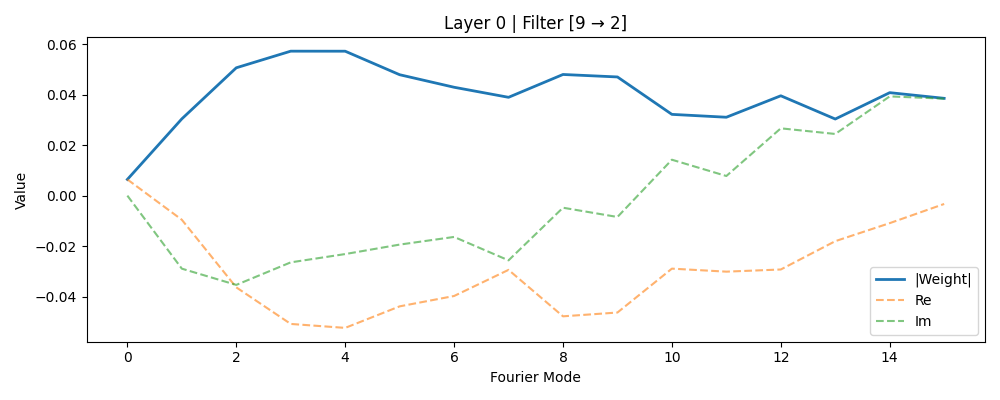 Layer 0 | Filter [9 → 2]
0.06
0.04
0.02
0.00
−0.02
−0.04
Value
0 2 4 6 8 10 12 14
Fourier Mode
|Weight|
Re
Im